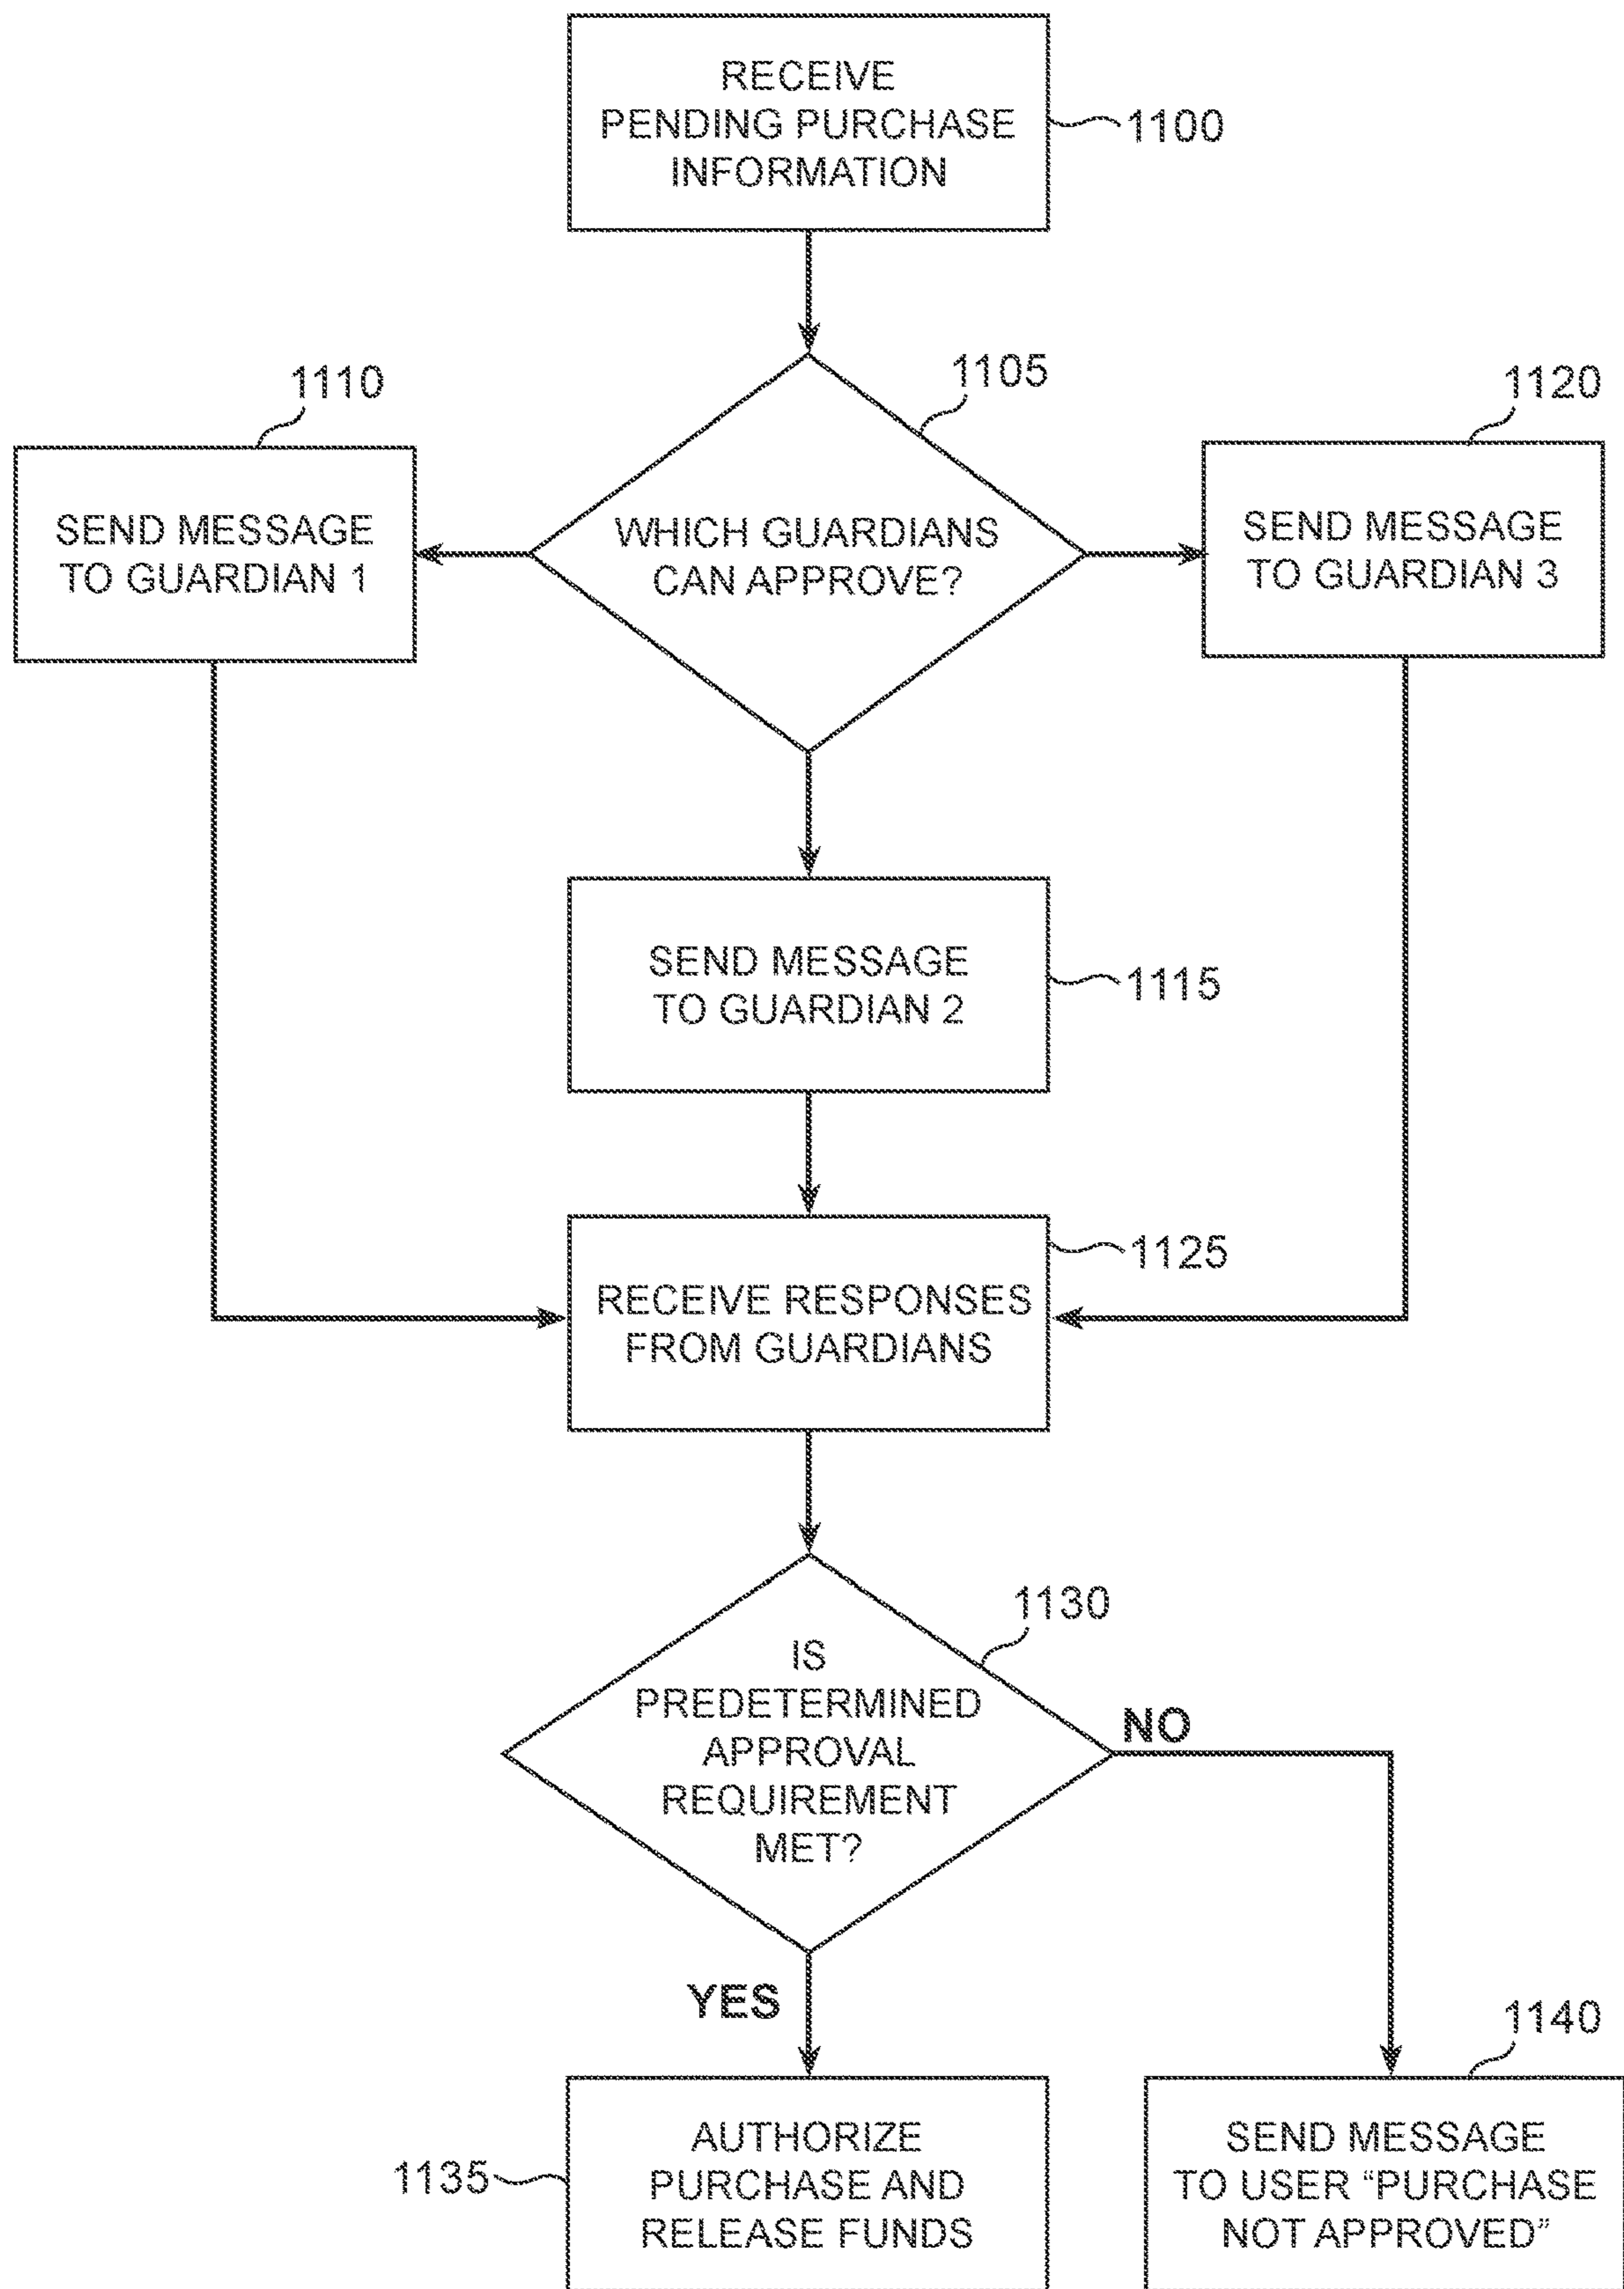 RECEIVE
PENDING PURCHASE
INFORMATION
1100
1105
WHICH GUARDIANS
CAN APPROVE?
1110
SEND MESSAGE
TO GUARDIAN 1
1120
SEND MESSAGE
TO GUARDIAN 3
SEND MESSAGE
TO GUARDIAN 2
1115
1125
RECEIVE RESPONSES
FROM GUARDIANS
1130
IS
PREDETERMINED
APPROVAL
REQUIREMENT
MET?
NO
YES
1135
AUTHORIZE
PURCHASE AND
RELEASE FUNDS
1140
SEND MESSAGE
TO USER “PURCHASE
NOT APPROVED”